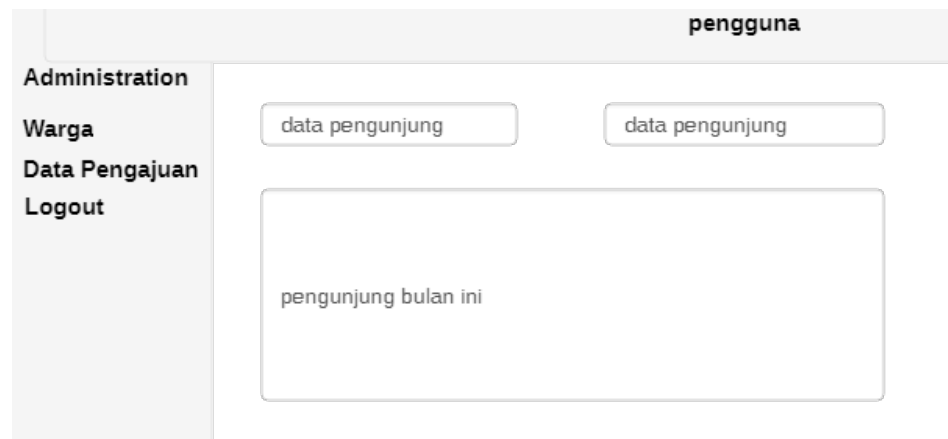 pengguna
Administration
Warga
Data Pengajuan
Logout
data pengunjung
data pengunjung
pengunjung bulan ini